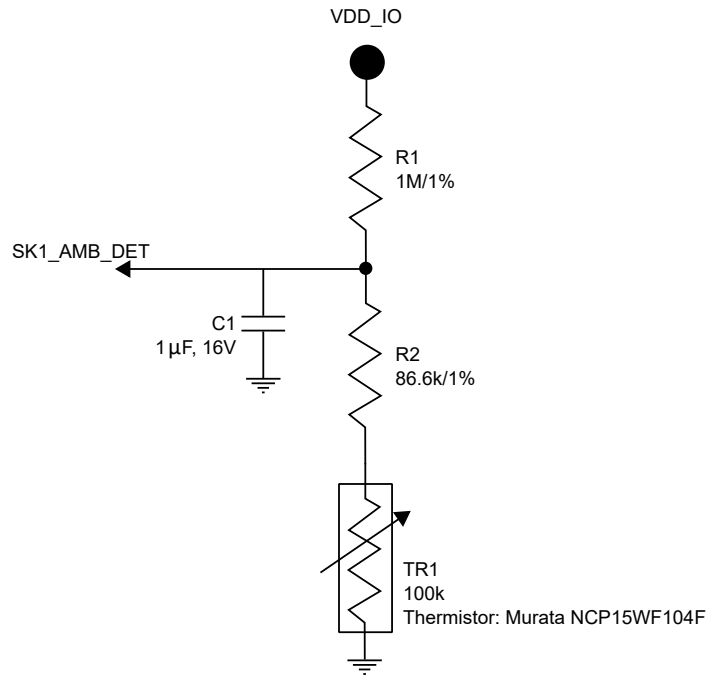 VDD_IO
R1
1M/1%
SK1_AMB_DET
C1
1µF, 16V
R2
86.6k/1%
TR1
100k
Thermistor: Murata NCP15WF104F